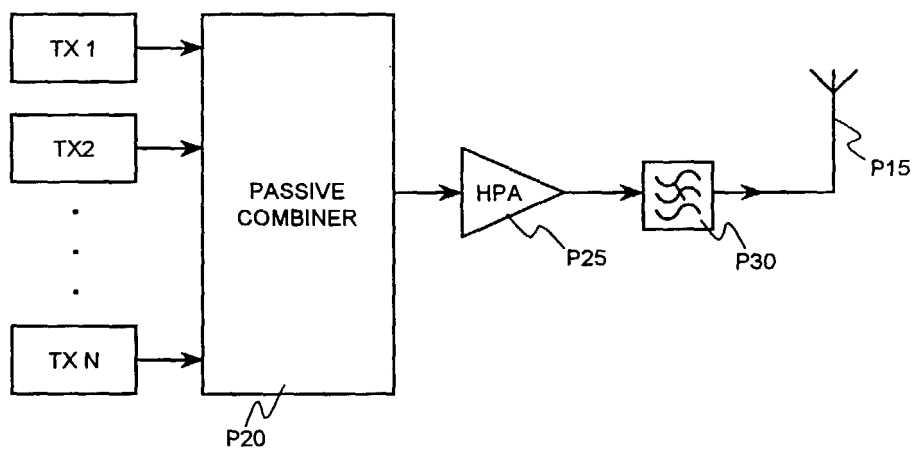 TX 1
TX2
TX N
PASSIVE
COMBINER
P20
HPA
P25
P30
P15